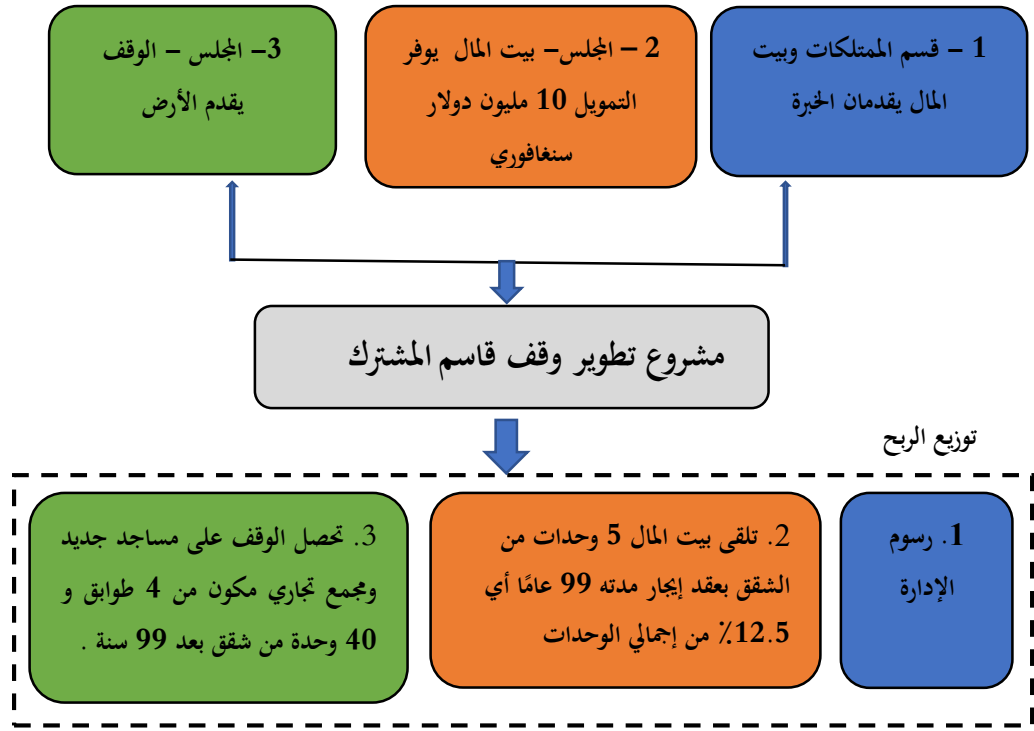 1 – قسم الممتلكات وبيت
المال يقدمان الخبرة
2 – المجلس– بيت المال يوفر
التمويل 10 مليون دولار
سنغافوري
3– المجلس – الوقف
يقدم الأرض
مشروع تطوير وقف قاسم المشترك
توزيع الربح
1. رسوم
الإدارة
2. تلقى بيت المال 5 وحدات من
الشقق بعقد إيجار مدته 99 عامًا أي
12.5٪ من إجمالي الوحدات
3. تحصل الوقف على مساجد جديد
ومجمع تجاري مكون من 4 طوابق و
40 وحدة من شقق بعد 99 سنة .